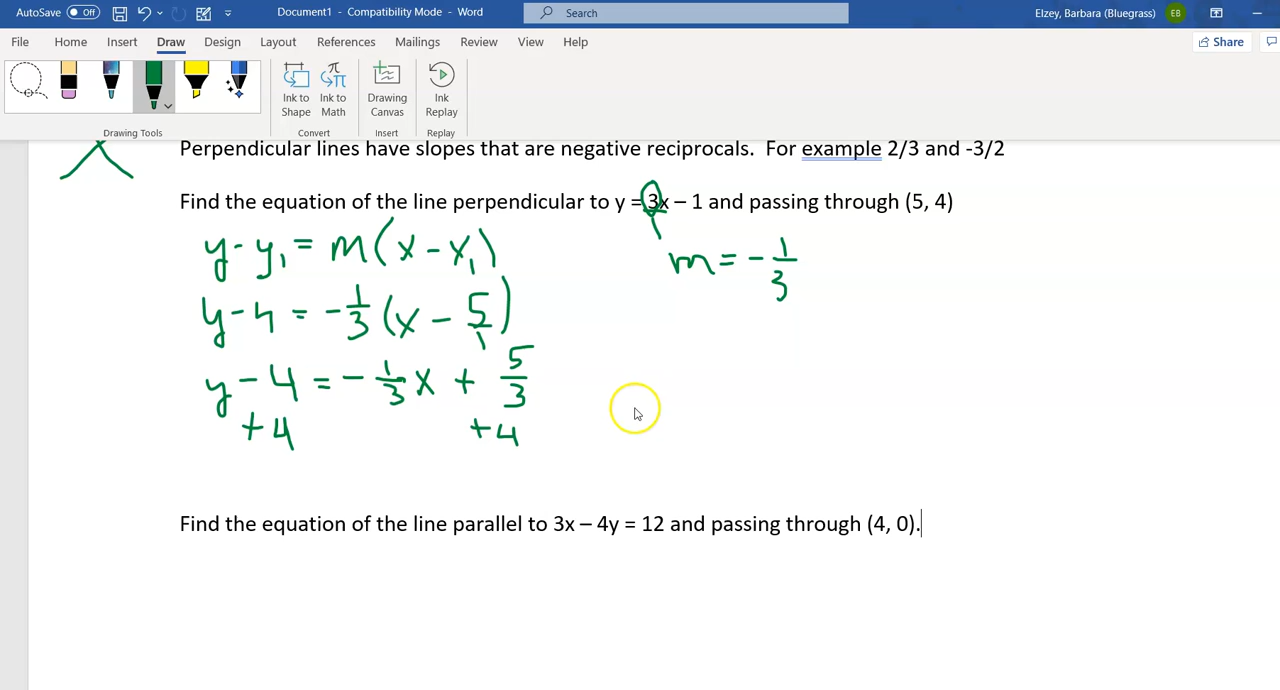 AutoSave Off Document1 - Compatibility Mode - Word Search Elzey, Barbara (Bluegrass) EB
File Home Insert Draw Design Layout References Mailings Review View Help Share
Ink to Shape Ink to Math Drawing Canvas Ink Replay
Drawing Tools Convert Insert Replay
Perpendicular lines have slopes that are negative reciprocals. For example 2/3 and -3/2
Find the equation of the line perpendicular to y = 3x – 1 and passing through (5, 4)
1
y - y₁ = m(x - x₁) m = - 1/3
y - 4 = - 1/3 (x - 5/1)
y - 4 = - 1/3 x + 5/3
+4 +4
Find the equation of the line parallel to 3x – 4y = 12 and passing through (4, 0).